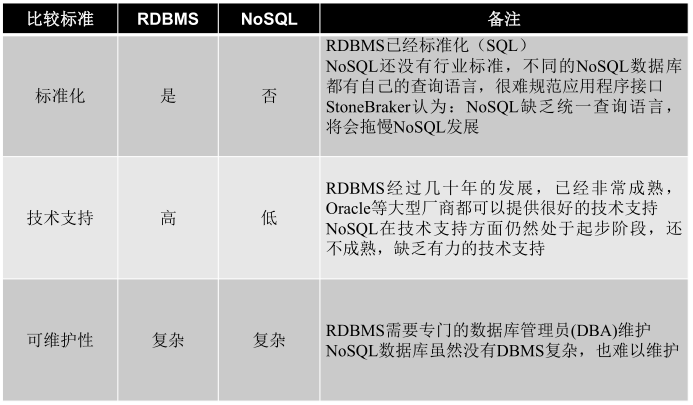 比较标准 RDBMS NoSQL 备注
标准化 是 否
RDBMS已经标准化（SQL）
NoSQL还没有行业标准，不同的NoSQL数据库
都有自己的查询语言，很难规范应用程序接口
StoneBraker认为：NoSQL缺乏统一查询语言，
将会拖慢NoSQL发展
技术支持 高 低
RDBMS经过几十年的发展，已经非常成熟，
Oracle等大型厂商都可以提供很好的技术支持
NoSQL在技术支持方面仍然处于起步阶段，还
不成熟，缺乏有力的技术支持
可维护性 复杂 复杂
RDBMS需要专门的数据库管理员(DBA)维护
NoSQL数据库虽然没有DBMS复杂，也难以维护